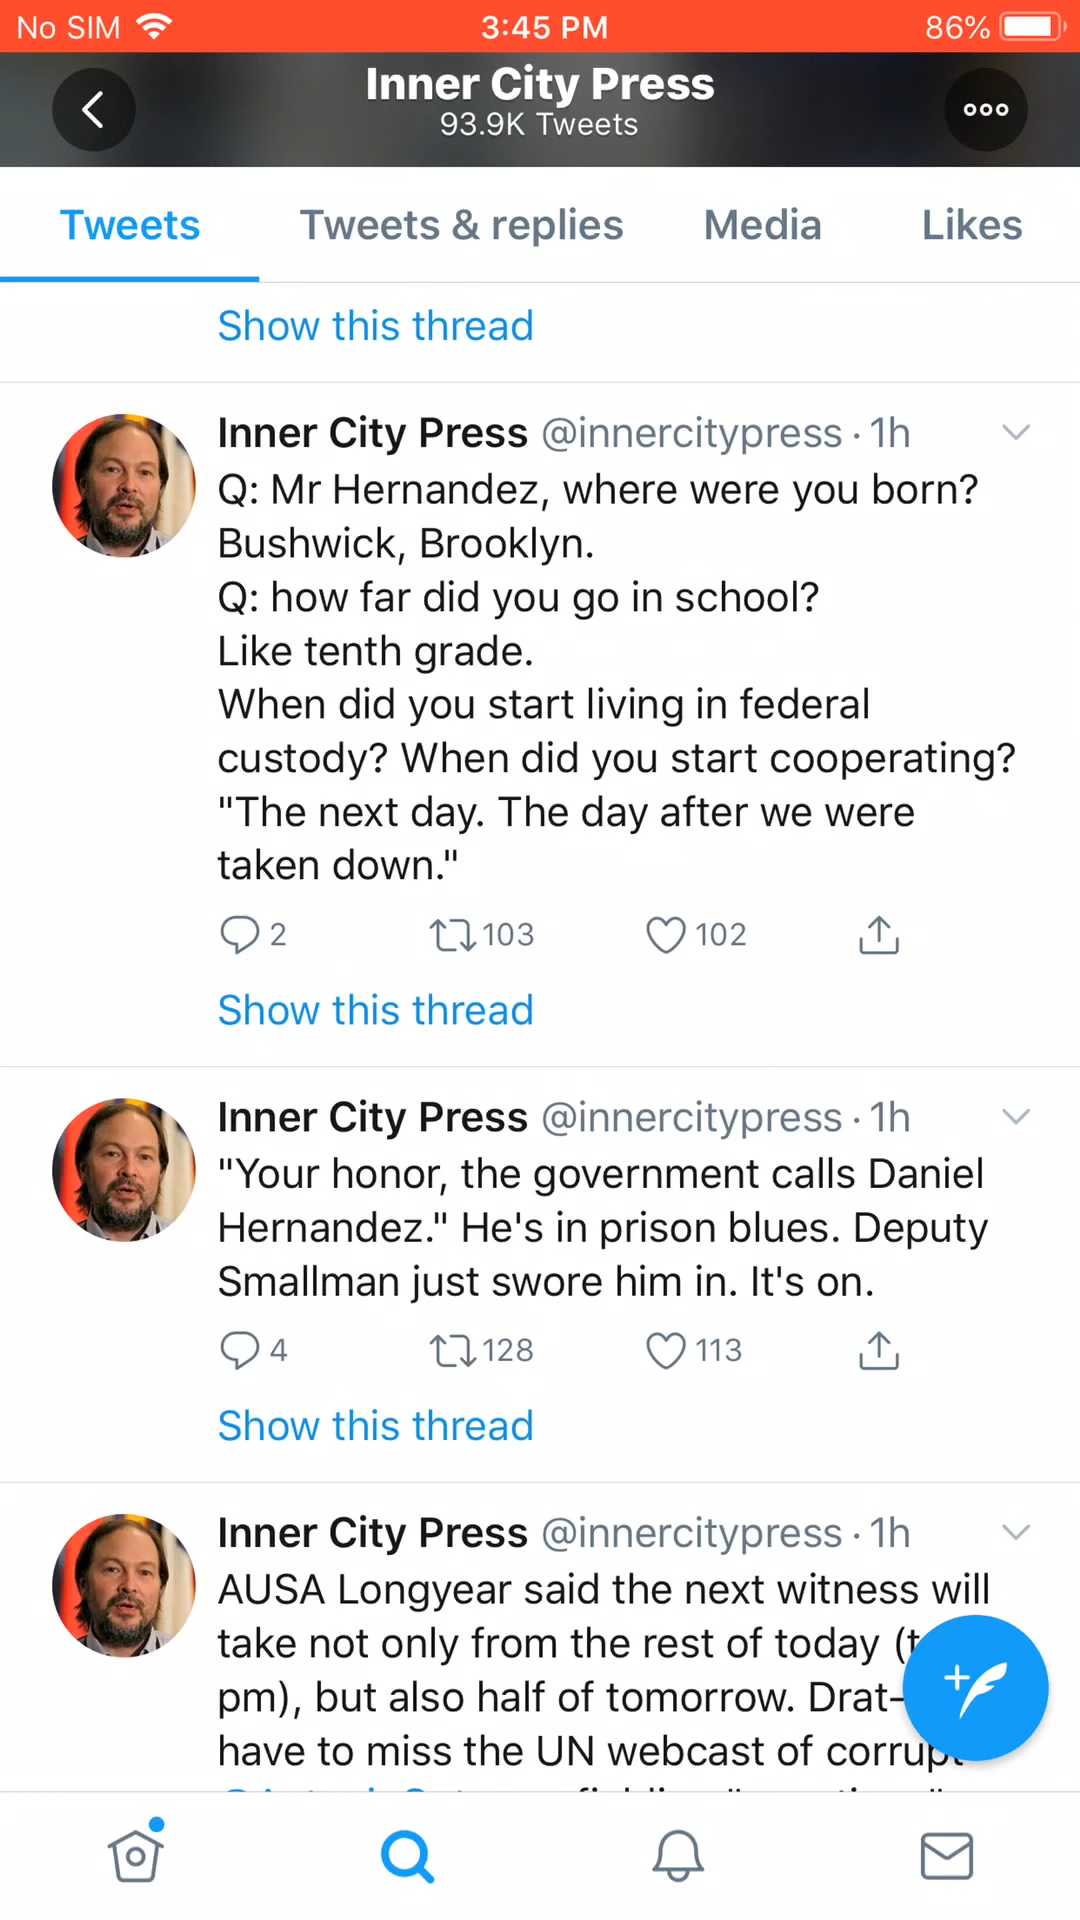 No SIM 3:45 PM 86%
Inner City Press
93.9K Tweets
Tweets Tweets & replies Media Likes
Show this thread
Inner City Press @innercitypress · 1h
Q: Mr Hernandez, where were you born?
Bushwick, Brooklyn.
Q: how far did you go in school?
Like tenth grade.
When did you start living in federal
custody? When did you start cooperating?
"The next day. The day after we were
taken down."
2 103 102
Show this thread
Inner City Press @innercitypress · 1h
"Your honor, the government calls Daniel
Hernandez." He's in prison blues. Deputy
Smallman just swore him in. It's on.
4 128 113
Show this thread
Inner City Press @innercitypress · 1h
AUSA Longyear said the next witness will
take not only from the rest of today (t
pm), but also half of tomorrow. Drat-
have to miss the UN webcast of corrupt